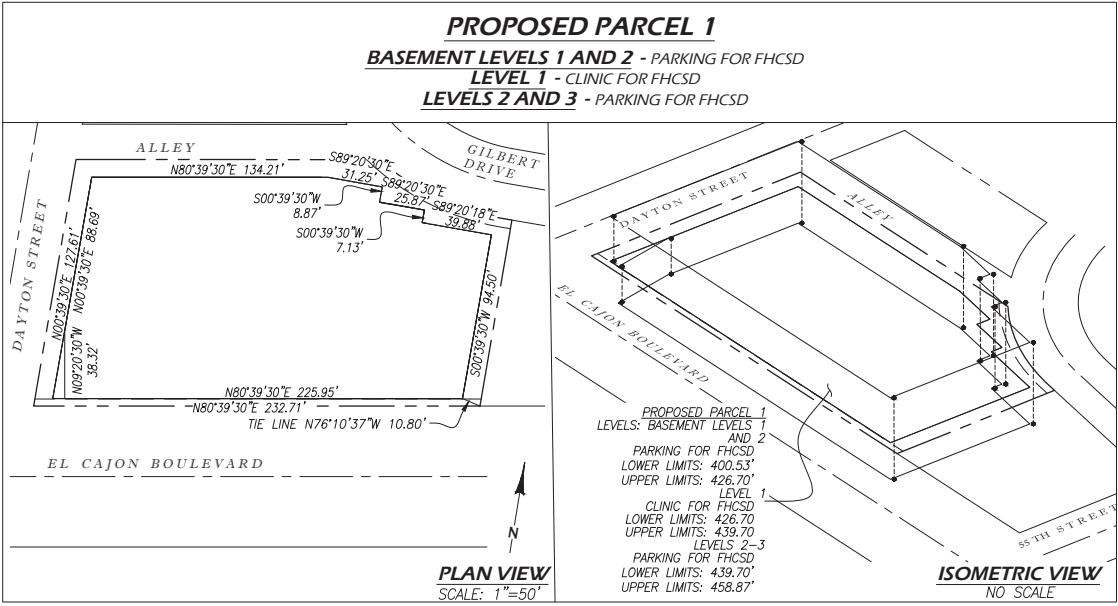 PROPOSED PARCEL 1
BASEMENT LEVELS 1 AND 2 - PARKING FOR FHCSD
LEVEL 1 - CLINIC FOR FHCSD
LEVELS 2 AND 3 - PARKING FOR FHCSD
ALLEY
GILBERT
DRIVE
N80°39'30"E 134.21'
S89°20'30"E
31.25'
S89°20'30"E
25.87'
S89°20'18"E
39.88'
S00°39'30"W
8.87'
S00°39'30"W
7.13'
DAYTON STREET
N00°39'30"E 127.61'
N00°39'30"E 88.69'
N09°20'30"W
38.32'
S00°39'30"W 94.50'
N80°39'30"E 225.95'
N80°39'30"E 232.71'
TIE LINE N76°10'37"W 10.80'
EL CAJON BOULEVARD
N
PLAN VIEW
SCALE: 1"=50'
DAYTON STREET
ALLEY
EL CAJON BOULEVARD
PROPOSED PARCEL 1
LEVELS: BASEMENT LEVELS 1
AND 2
PARKING FOR FHCSD
LOWER LIMITS: 400.53'
UPPER LIMITS: 426.70'
LEVEL 1
CLINIC FOR FHCSD
LOWER LIMITS: 426.70
UPPER LIMITS: 439.70
LEVELS 2-3
PARKING FOR FHCSD
LOWER LIMITS: 439.70'
UPPER LIMITS: 458.87'
55TH STREET
ISOMETRIC VIEW
NO SCALE